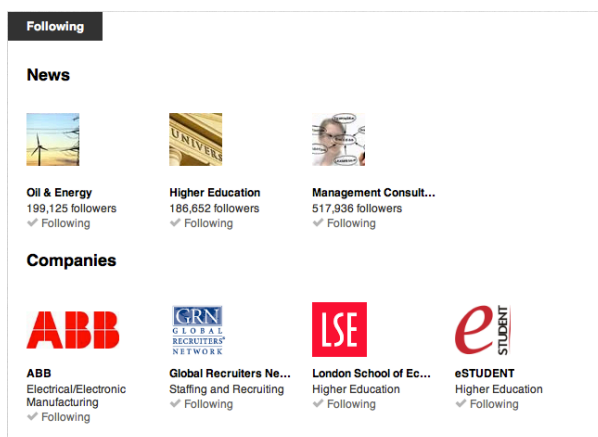 Following
News
UNIVERS
Oil & Energy
199,125 followers
Following
Higher Education
186,652 followers
Following
Management Consult...
517,936 followers
Following
Companies
ABB
GRN
GLOBAL
RECRUITERS
NETWORK
LSE
eSTUDENT
ABB
Electrical/Electronic
Manufacturing
Following
Global Recruiters Ne...
Staffing and Recruiting
Following
London School of Ec...
Higher Education
Following
eSTUDENT
Higher Education
Following